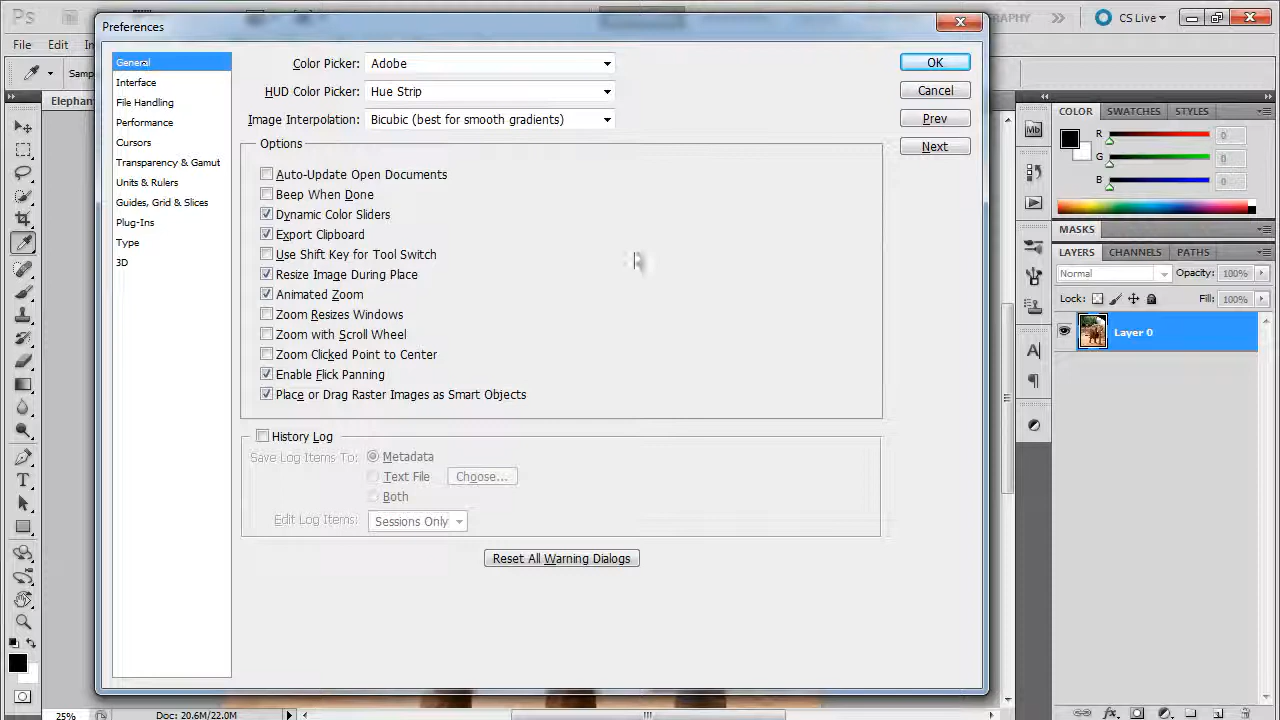 Ps
Preferences
GRAPHY
CS Live
File
Edit
Samp
Elephan
General
Interface
File Handling
Performance
Cursors
Transparency & Gamut
Units & Rulers
Guides, Grid & Slices
Plug-Ins
Type
3D
Color Picker: Adobe
HUD Color Picker: Hue Strip
Image Interpolation: Bicubic (best for smooth gradients)
OK
Cancel
Prev
Next
Options
Auto-Update Open Documents
Beep When Done
Dynamic Color Sliders
Export Clipboard
Use Shift Key for Tool Switch
Resize Image During Place
Animated Zoom
Zoom Resizes Windows
Zoom with Scroll Wheel
Zoom Clicked Point to Center
Enable Flick Panning
Place or Drag Raster Images as Smart Objects
History Log
Save Log Items To: Metadata
Text File Choose...
Both
Edit Log Items: Sessions Only
Reset All Warning Dialogs
COLOR SWATCHES STYLES
R 0
G 0
B 0
MASKS
LAYERS CHANNELS PATHS
Normal Opacity: 100%
Lock: Fill: 100%
Layer 0
Mb
25% Doc: 20.6M/22.0M